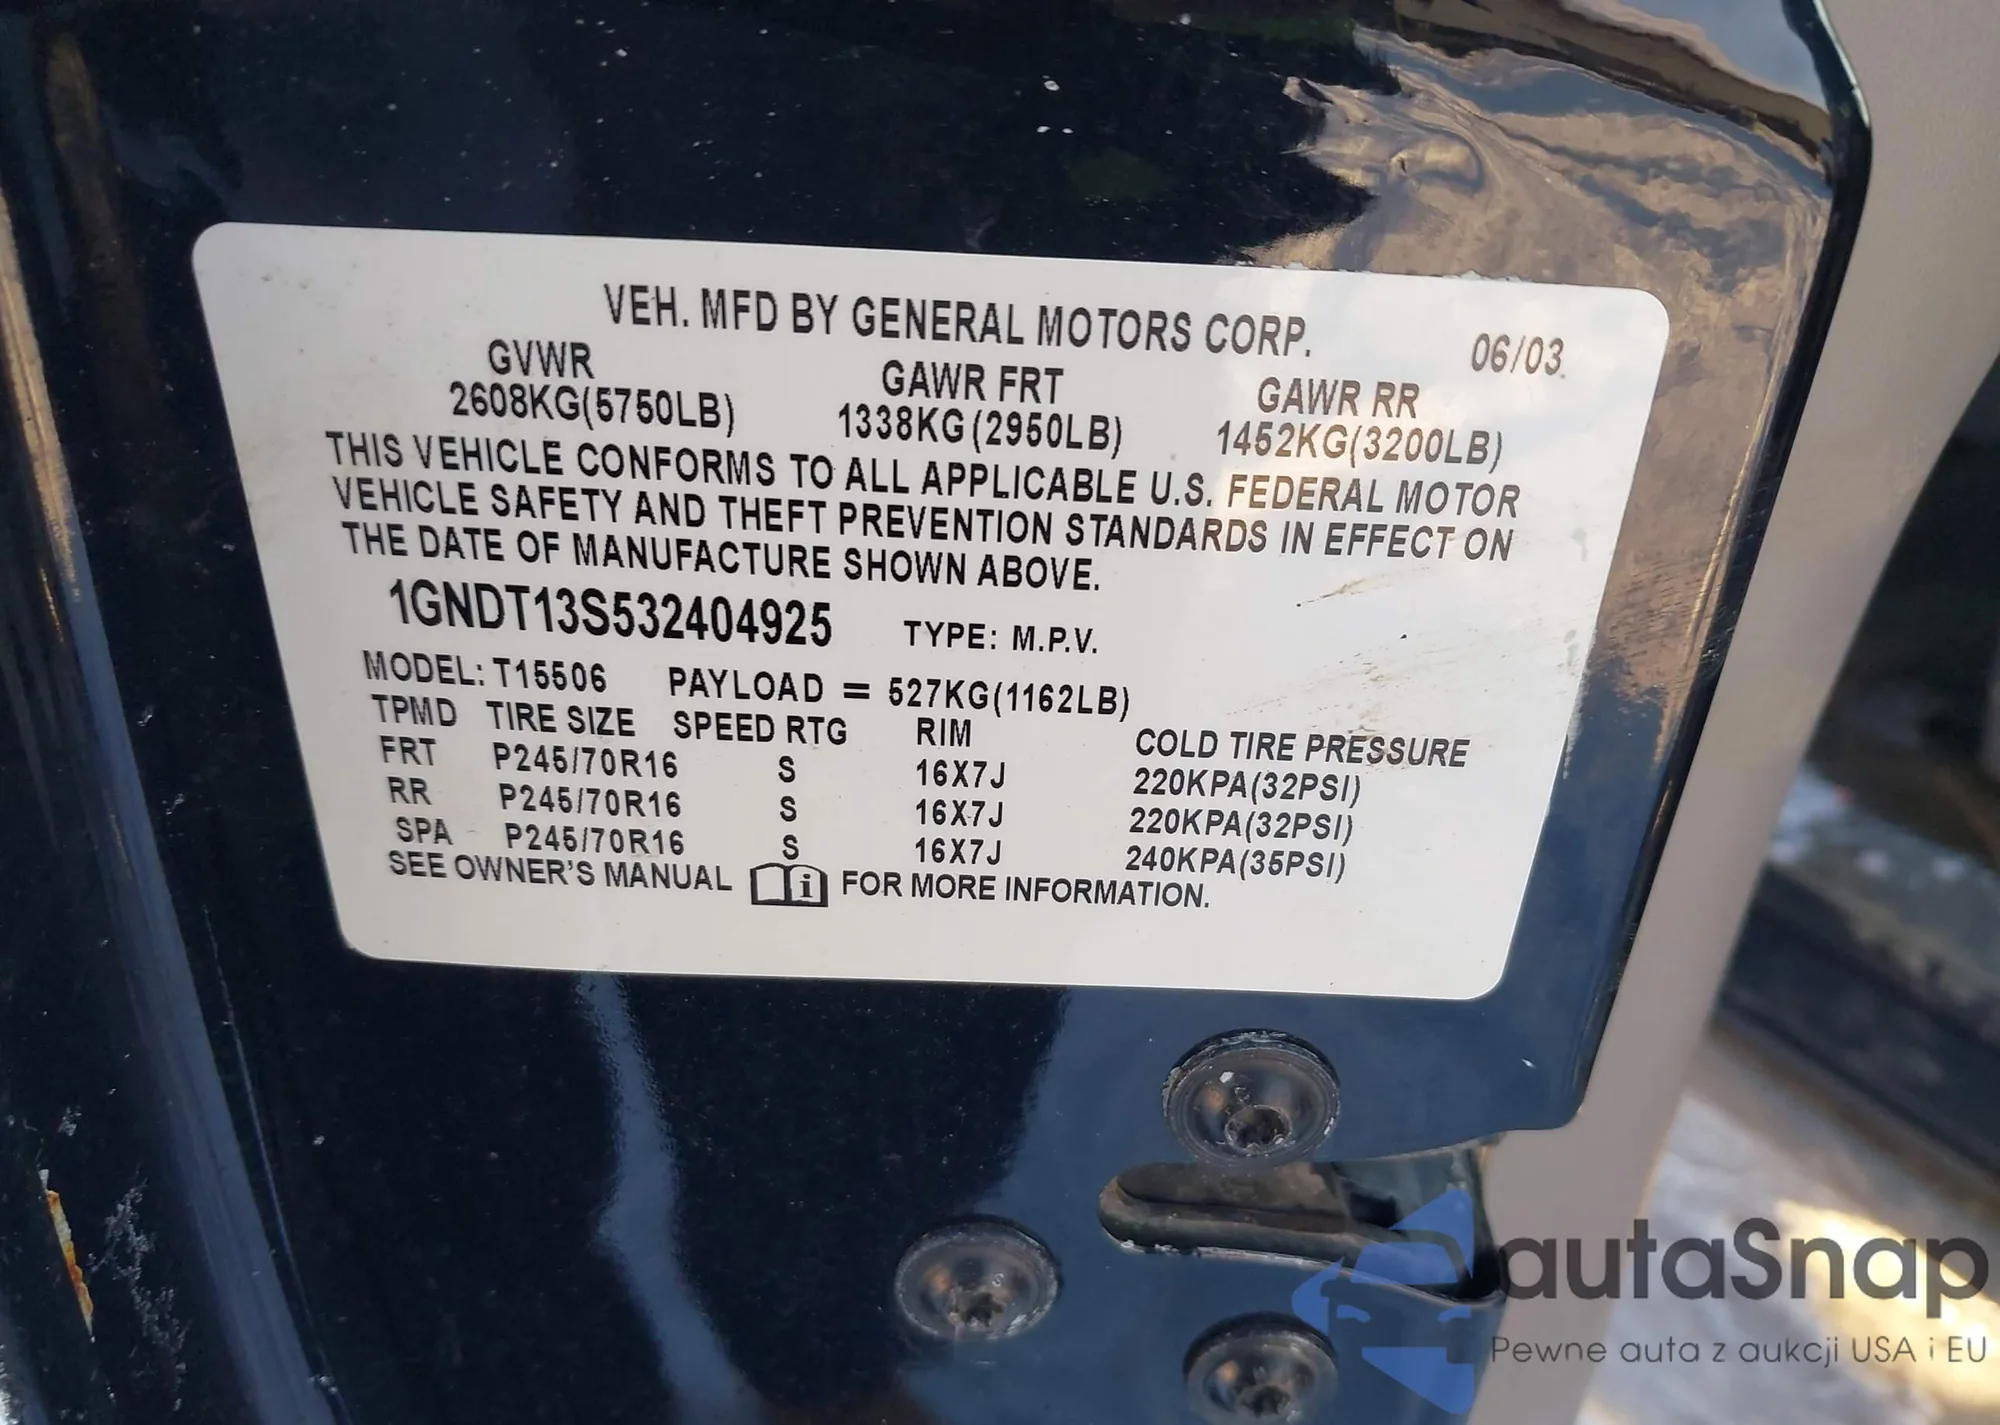 VEH. MFD BY GENERAL MOTORS CORP. 06/03
GVWR GAWR FRT GAWR RR
2608KG(5750LB) 1338KG(2950LB) 1452KG(3200LB)
THIS VEHICLE CONFORMS TO ALL APPLICABLE U.S. FEDERAL MOTOR
VEHICLE SAFETY AND THEFT PREVENTION STANDARDS IN EFFECT ON
THE DATE OF MANUFACTURE SHOWN ABOVE.
1GNDT13S532404925 TYPE: M.P.V.
MODEL: T15506 PAYLOAD = 527KG(1162LB)
TPMD TIRE SIZE SPEED RTG RIM COLD TIRE PRESSURE
FRT P245/70R16 S 16X7J 220KPA(32PSI)
RR P245/70R16 S 16X7J 220KPA(32PSI)
SPA P245/70R16 S 16X7J 240KPA(35PSI)
SEE OWNER'S MANUAL i FOR MORE INFORMATION.
autaSnap
Pewne auta z aukcji USA i EU